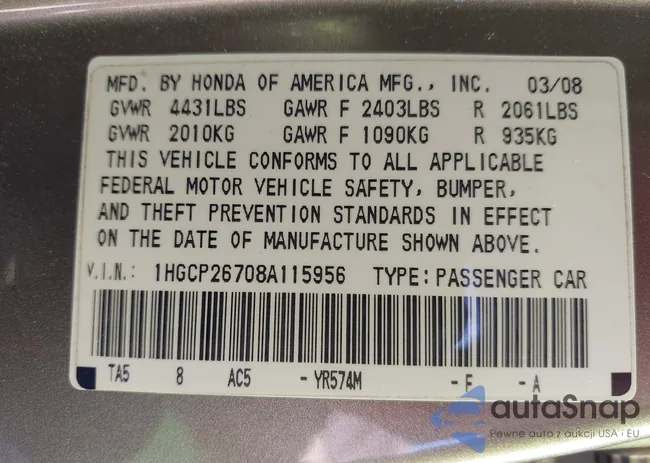 MFD. BY HONDA OF AMERICA MFG., INC. 03/08
GVWR 4431LBS GAWR F 2403LBS R 2061LBS
GVWR 2010KG GAWR F 1090KG R 935KG
THIS VEHICLE CONFORMS TO ALL APPLICABLE
FEDERAL MOTOR VEHICLE SAFETY, BUMPER,
AND THEFT PREVENTION STANDARDS IN EFFECT
ON THE DATE OF MANUFACTURE SHOWN ABOVE.
V.I.N.: 1HGCP26708A115956 TYPE: PASSENGER CAR
TA5 8 AC5 -YR574M -F -A
autoSnap
Pewne auto z aukcji USA i EU